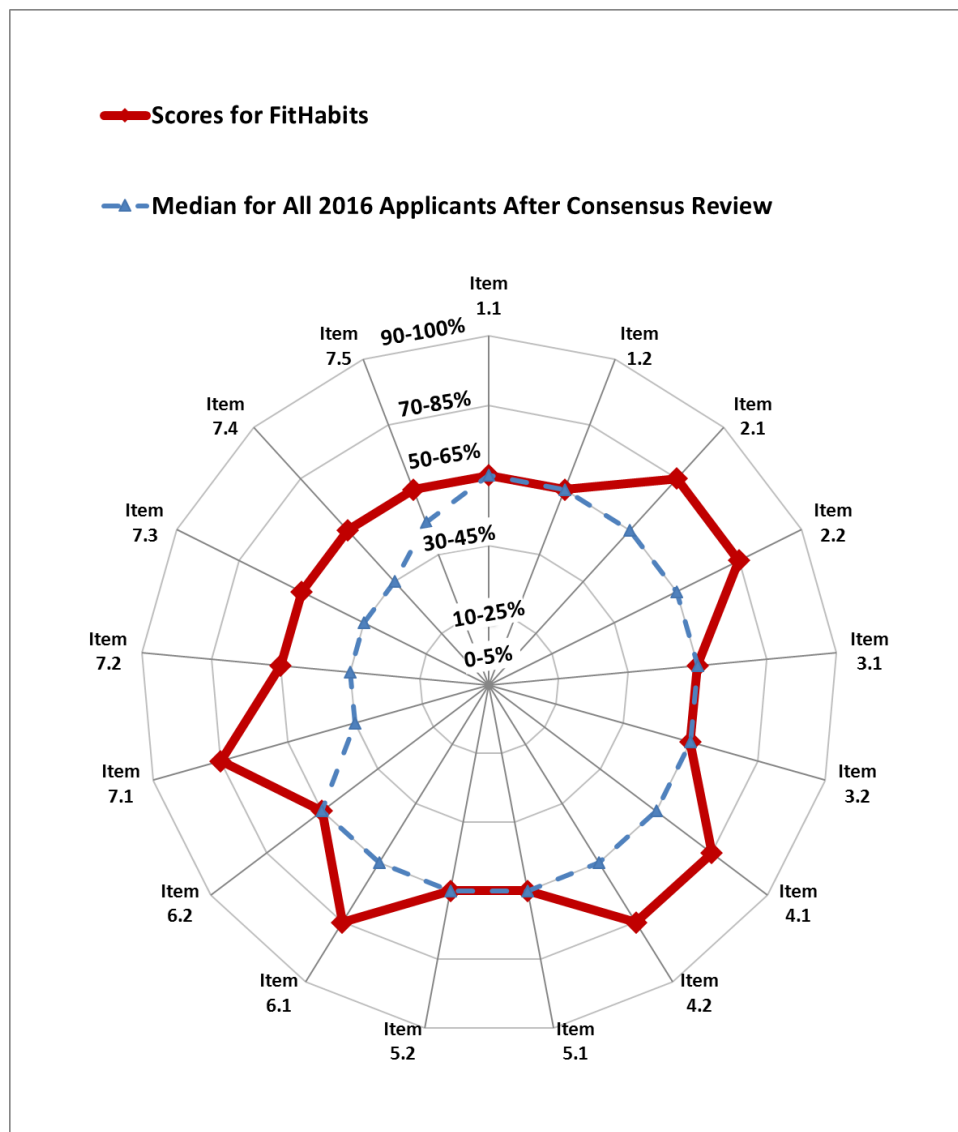 Scores for FitHabits
Median for All 2016 Applicants After Consensus Review
Item
1.1
Item
1.2
Item
2.1
Item
2.2
Item
3.1
Item
3.2
Item
4.1
Item
4.2
Item
5.1
Item
5.2
Item
6.1
Item
6.2
Item
7.1
Item
7.2
Item
7.3
Item
7.4
Item
7.5
90-100%
70-85%
50-65%
30-45%
10-25%
0-5%